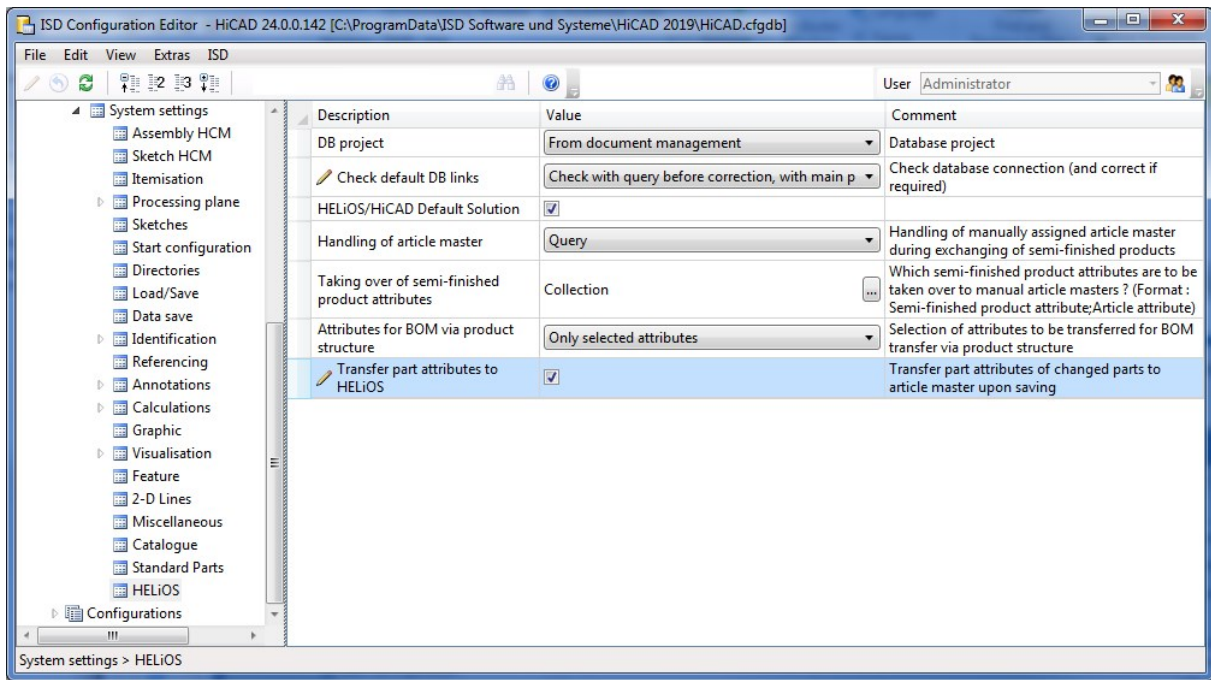 ISD Configuration Editor - HiCAD 24.0.0.142 [C:\ProgramData\ISD Software und Systeme\HiCAD 2019\HiCAD.cfgdb]
File Edit View Extras ISD
2 3 User Administrator
System settings
Assembly HCM
Sketch HCM
Itemisation
Processing plane
Sketches
Start configuration
Directories
Load/Save
Data save
Identification
Referencing
Annotations
Calculations
Graphic
Visualisation
Feature
2-D Lines
Miscellaneous
Catalogue
Standard Parts
HELiOS
Configurations
Description Value Comment
DB project From document management Database project
Check default DB links Check with query before correction, with main p Check database connection (and correct if
required)
HELiOS/HiCAD Default Solution
Handling of article master Query Handling of manually assigned article master
during exchanging of semi-finished products
Taking over of semi-finished
product attributes Collection ... Which semi-finished product attributes are to be
taken over to manual article masters ? (Format :
Semi-finished product attribute;Article attribute)
Attributes for BOM via product
structure Only selected attributes Selection of attributes to be transferred for BOM
transfer via product structure
Transfer part attributes to
HELiOS Transfer part attributes of changed parts to
article master upon saving
System settings > HELiOS